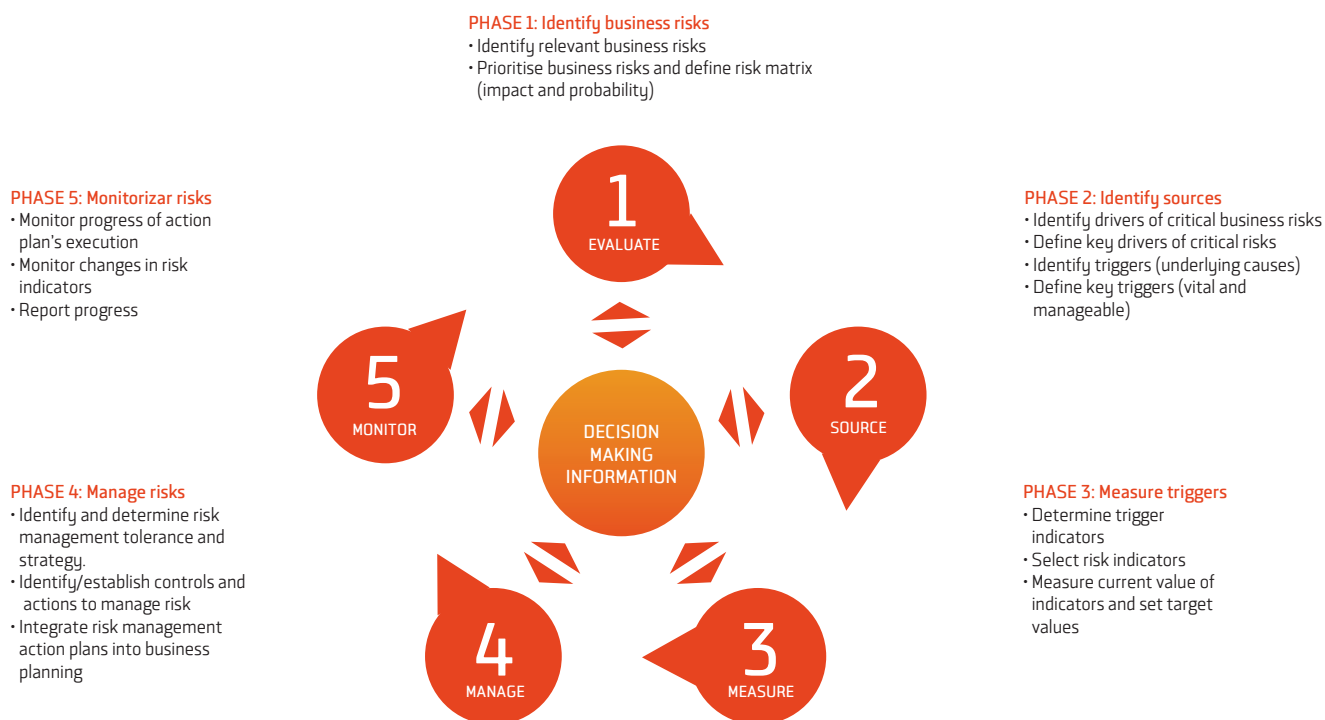 PHASE 1: Identify business risks
• Identify relevant business risks
• Prioritise business risks and define risk matrix
(impact and probability)
1
EVALUATE
PHASE 2: Identify sources
• Identify drivers of critical business risks
• Define key drivers of critical risks
• Identify triggers (underlying causes)
• Define key triggers (vital and
manageable)
2
SOURCE
PHASE 3: Measure triggers
• Determine trigger
indicators
• Select risk indicators
• Measure current value of
indicators and set target
values
3
MEASURE
PHASE 4: Manage risks
• Identify and determine risk
management tolerance and
strategy.
• Identify/establish controls and
actions to manage risk
• Integrate risk management
action plans into business
planning
4
MANAGE
PHASE 5: Monitorizar risks
• Monitor progress of action
plan's execution
• Monitor changes in risk
indicators
• Report progress
5
MONITOR
DECISION
MAKING
INFORMATION